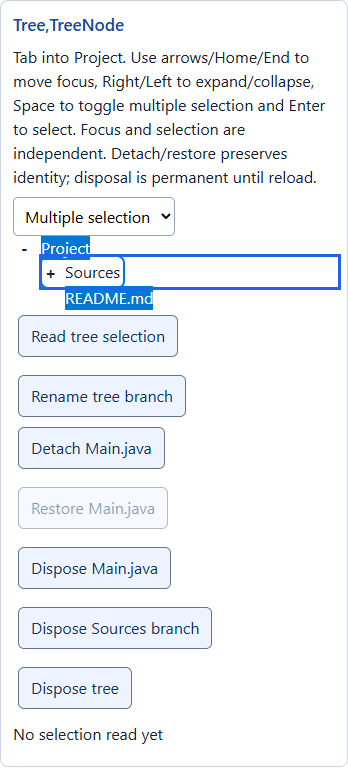 Tree,TreeNode
Tab into Project. Use arrows/Home/End to
move focus, Right/Left to expand/collapse,
Space to toggle multiple selection and Enter
to select. Focus and selection are
independent. Detach/restore preserves
identity; disposal is permanent until reload.
Multiple selection
- Project
+ Sources
README.md
Read tree selection
Rename tree branch
Detach Main.java
Restore Main.java
Dispose Main.java
Dispose Sources branch
Dispose tree
No selection read yet